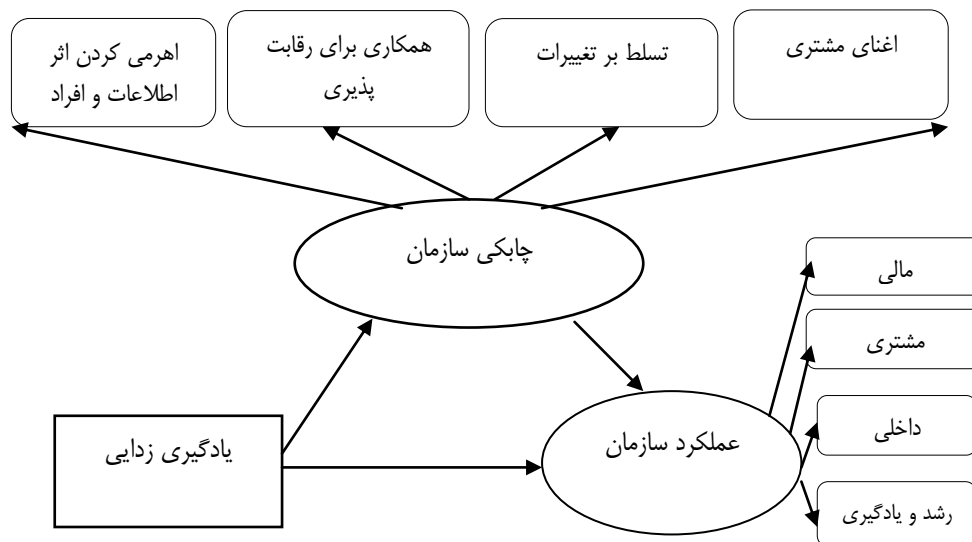 اغنای مشتری
تسلط بر تغییرات
همکاری برای رقابت
پذیری
اهرمی کردن اثر
اطلاعات و افراد
چابکی سازمان
مالی
مشتری
داخلی
رشد و یادگیری
عملکرد سازمان
یادگیری زدایی